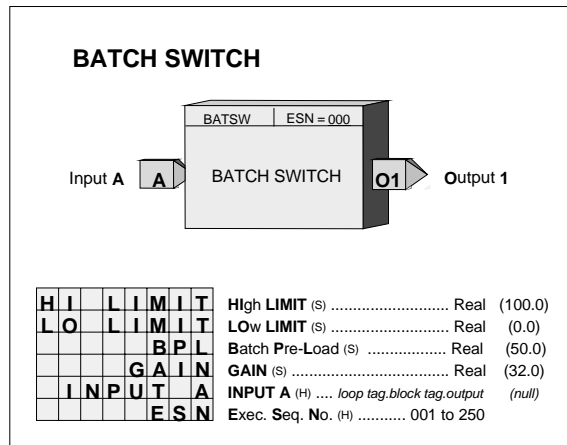 BATCH SWITCH
BATSW ESN = 000
Input A A BATCH SWITCH O1 Output 1
HI LIMIT HIgh LIMIT (S) ............................ Real (100.0)
LO LIMIT LOw LIMIT (S) ............................. Real (0.0)
BPL Batch Pre-Load (S) ................... Real (50.0)
GAIN GAIN (S) ....................................... Real (32.0)
INPUT A INPUT A (H) .... loop tag.block tag.output (null)
ESN Exec. Seq. No. (H) ........... 001 to 250